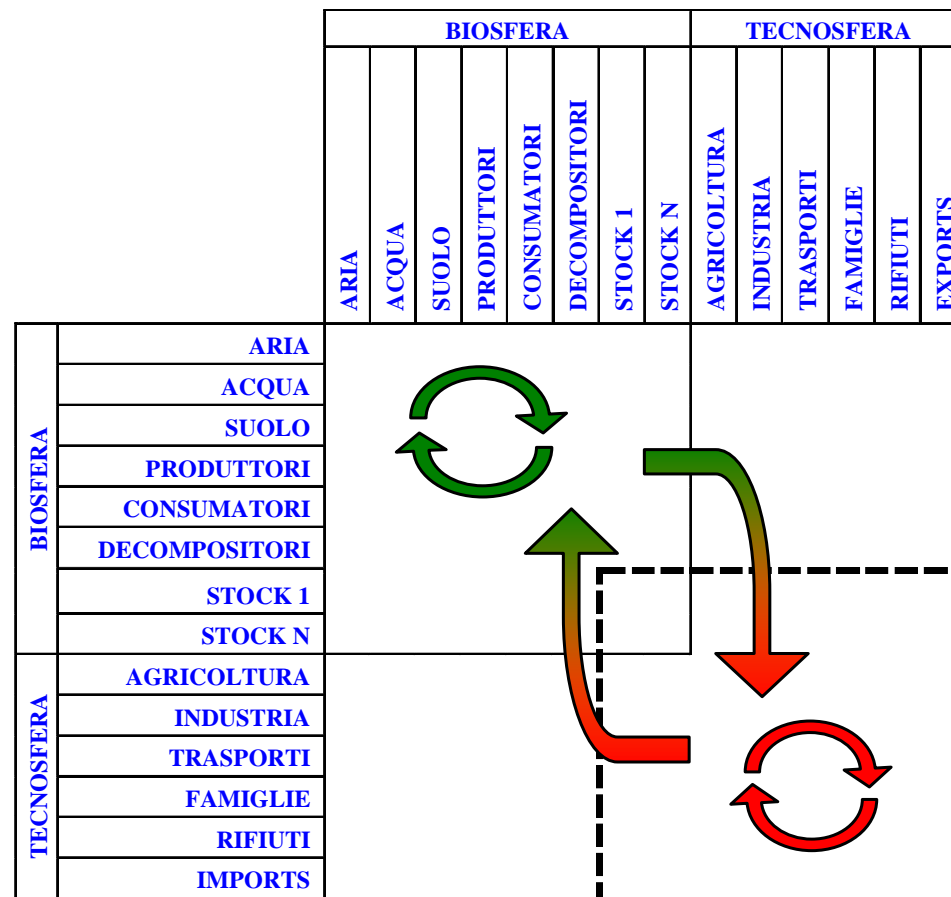 BIOSFERA
TECNOSFERA
ARIA
ACQUA
SUOLO
PRODUTTORI
CONSUMATORI
DECOMPOSITORI
STOCK 1
STOCK N
AGRICOLTURA
INDUSTRIA
TRASPORTI
FAMIGLIE
RIFIUTI
EXPORTS
BIOSFERA
ARIA
ACQUA
SUOLO
PRODUTTORI
CONSUMATORI
DECOMPOSITORI
STOCK 1
STOCK N
TECNOSFERA
AGRICOLTURA
INDUSTRIA
TRASPORTI
FAMIGLIE
RIFIUTI
IMPORTS